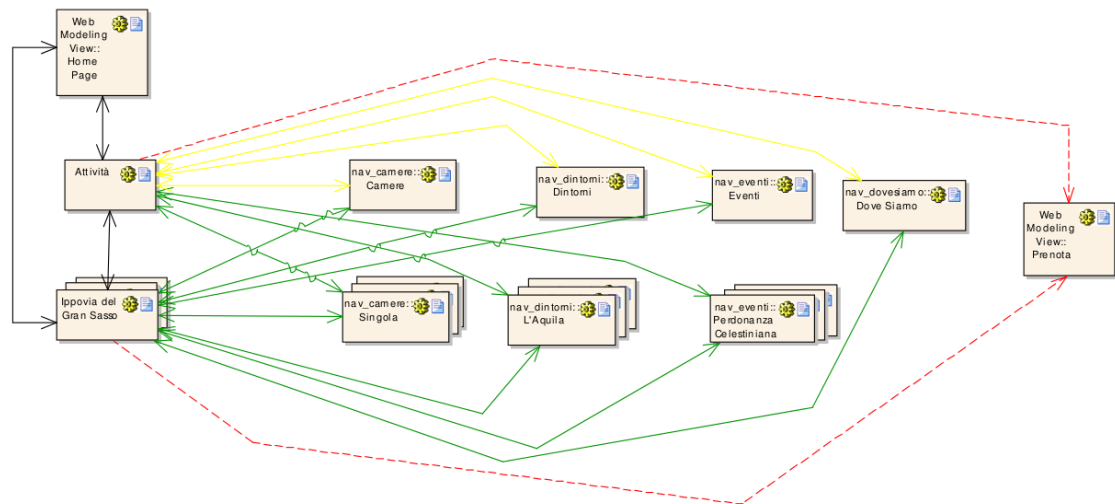 Web
Modeling
View::
Home
Page
Attività
nav_camere::
Camere
nav_dintorni::
Dintorni
nav_eventi::
Eventi
nav_dovesiamo::
Dove Siamo
Web
Modeling
View::
Prenota
Ippovia del
Gran Sasso
nav_camere::
Singola
nav_dintorni::
L'Aquila
nav_eventi::
Perdonanza
Celestiniana